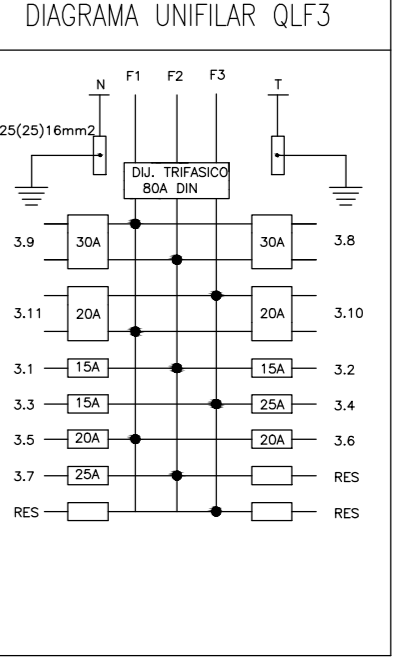 DIAGRAMA UNIFILAR QLF3
N F1 F2 F3 T
25(25)16mm2
DIJ. TRIFASICO
80A DIN
3.9 30A 30A 3.8
3.11 20A 20A 3.10
3.1 15A 15A 3.2
3.3 15A 25A 3.4
3.5 20A 20A 3.6
3.7 25A RES
RES RES